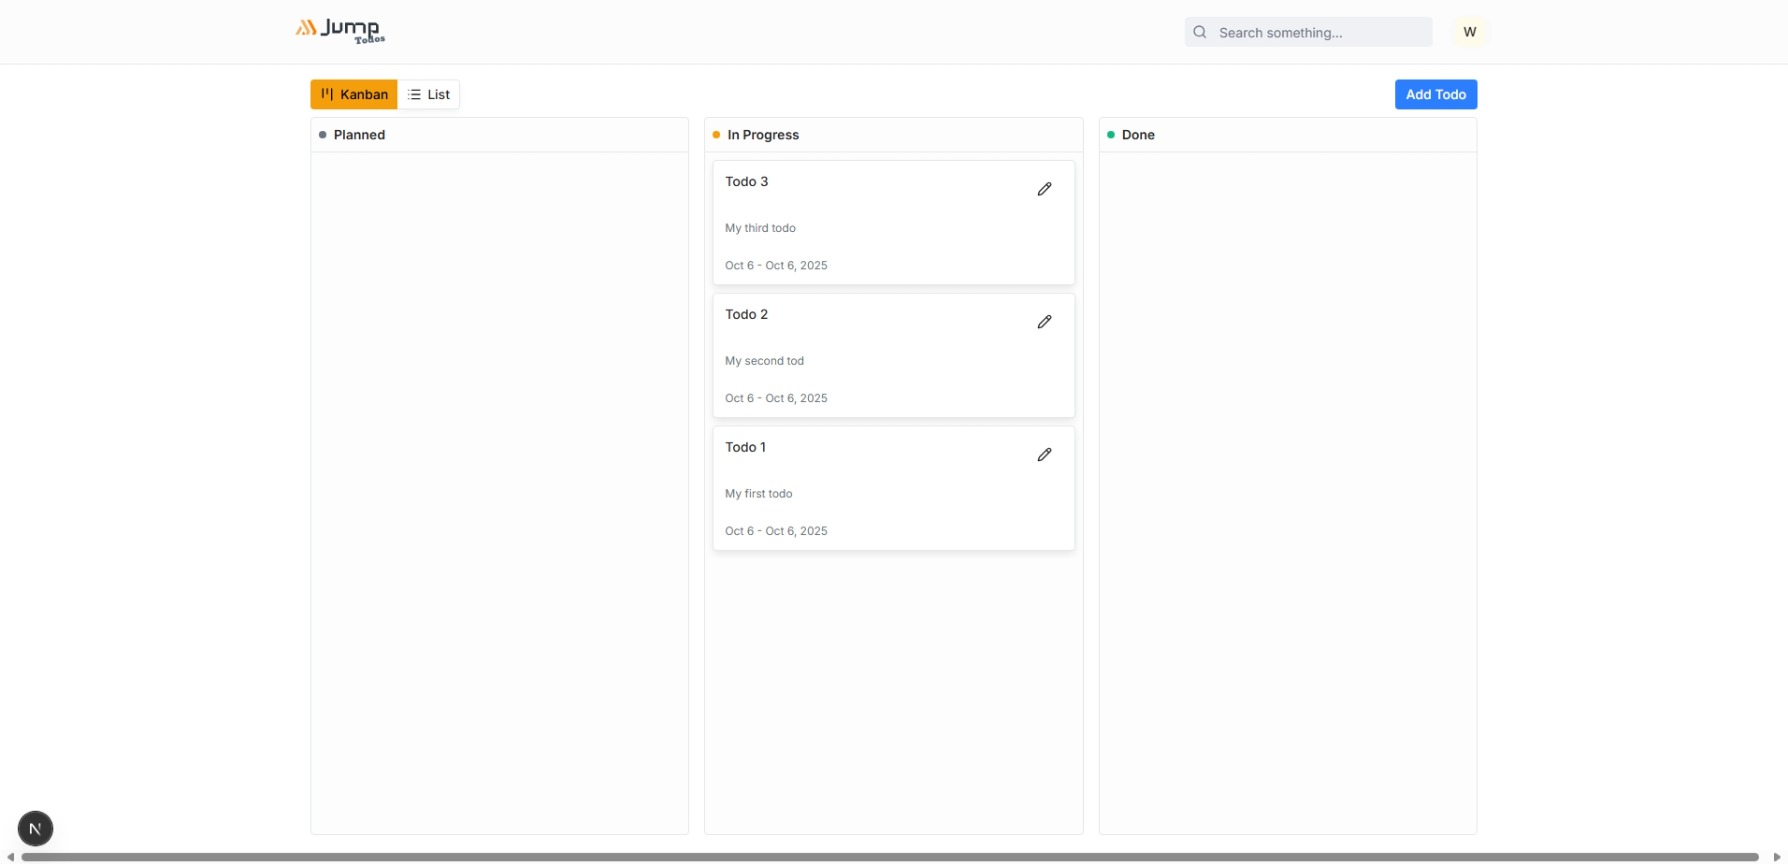 Jump
Todos
Search something...
W
Kanban
List
Add Todo
Planned
In Progress
Todo 3
My third todo
Oct 6 - Oct 6, 2025
Todo 2
My second tod
Oct 6 - Oct 6, 2025
Todo 1
My first todo
Oct 6 - Oct 6, 2025
Done
N